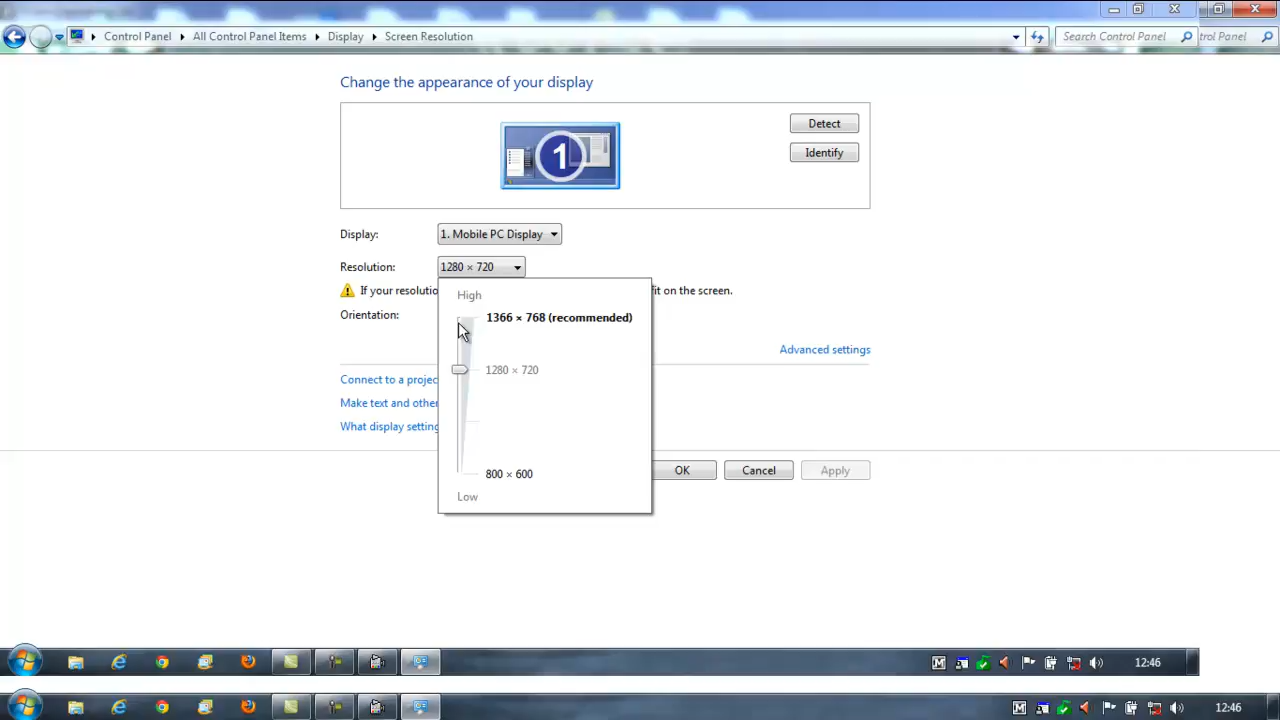 Control Panel All Control Panel Items Display Screen Resolution Search Control Panel trol Panel
Change the appearance of your display
1
Detect
Identify
Display: 1. Mobile PC Display
Resolution: 1280 × 720
High
If your resolutio fit on the screen.
Orientation:
1366 × 768 (recommended)
Advanced settings
1280 × 720
Connect to a projec
Make text and other
What display setting
800 × 600
Low
OK Cancel Apply
12:46
12:46